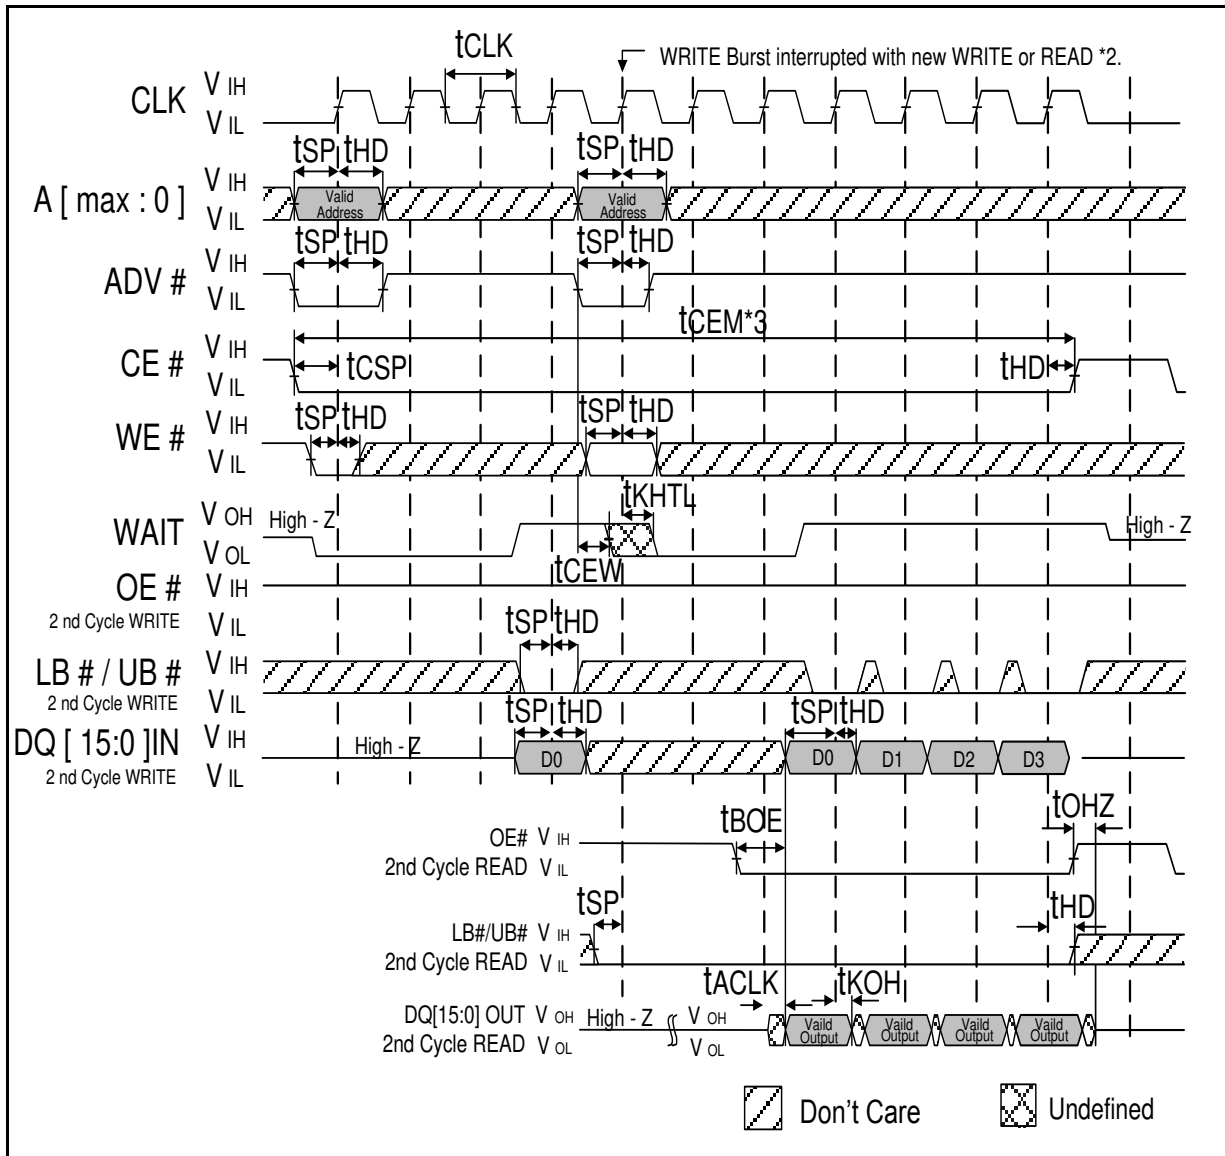 tCLK
WRITE Burst interrupted with new WRITE or READ *2.
CLK
V IH
V IL
tSP tHD tSP tHD
A [ max : 0 ]
V IH
V IL
Valid Address
Valid Address
tSP tHD tSP tHD
ADV #
V IH
V IL
tCEM*3
CE #
V IH
V IL
tCSP
tHD
tSP tHD tSP tHD
WE #
V IH
V IL
tKHTL
WAIT
V OH
V OL
High - Z
High - Z
tCEW
OE #
2 nd Cycle WRITE
V IH
V IL
tSP tHD
LB # / UB #
2 nd Cycle WRITE
V IH
V IL
tSP tHD tSP tHD
DQ [ 15:0 ]IN
2 nd Cycle WRITE
V IH
V IL
High - Z
D0 D0 D1 D2 D3
tBOE
tOHZ
OE# V IH
2nd Cycle READ V IL
tSP
tHD
LB#/UB# V IH
2nd Cycle READ V IL
tACLK tKOH
DQ[15:0] OUT V OH High - Z V OH
2nd Cycle READ V OL V OL
Vaild Output
Vaild Output
Vaild Output
Vaild Output
Don't Care
Undefined